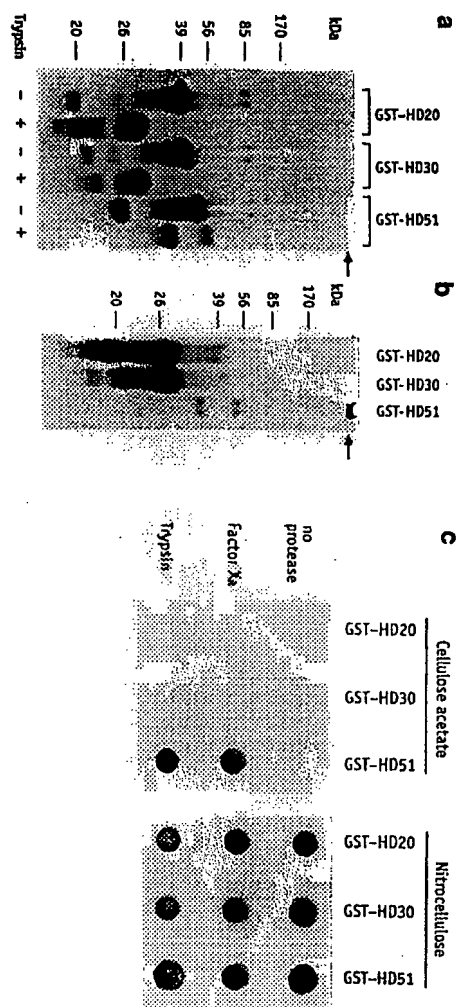 a
GST-HD20
GST-HD30
GST-HD51
kDa
170
85
56
39
26
20
Trypsin
– + – + – +
b
GST-HD20
GST-HD30
GST-HD51
kDa
170
85
56
39
26
20
c
Cellulose acetate
Nitrocellulose
GST-HD20
GST-HD30
GST-HD51
GST-HD20
GST-HD30
GST-HD51
no
protease
Factor Xa
Trypsin